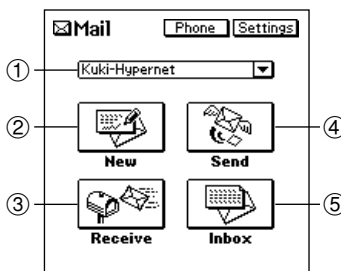 Mail Phone Settings
① Kuki-Hypernet
② ④
New Send
③ ⑤
Receive Inbox